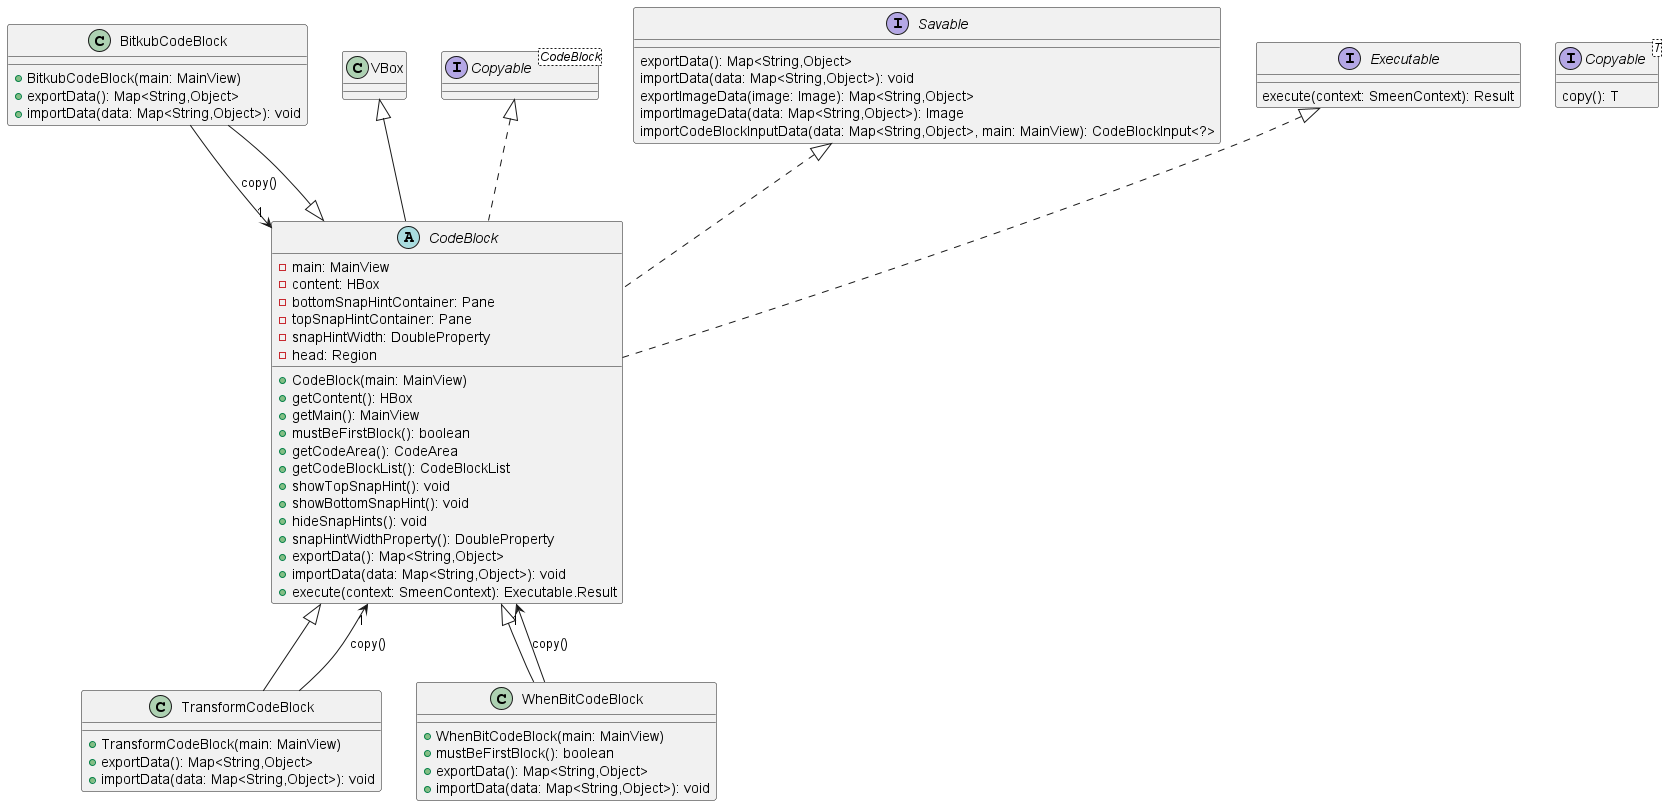 C BitkubCodeBlock
BitkubCodeBlock(main: MainView)
exportData(): Map<String,Object>
importData(data: Map<String,Object>): void
C VBox
I Copyable
CodeBlock
I Savable
exportData(): Map<String,Object>
importData(data: Map<String,Object>): void
exportImageData(image: Image): Map<String,Object>
importImageData(data: Map<String,Object>): Image
importCodeBlockInputData(data: Map<String,Object>, main: MainView): CodeBlockInput<?>
I Executable
execute(context: SmeenContext): Result
I Copyable
T
copy(): T
copy()
1
A CodeBlock
main: MainView
content: HBox
bottomSnapHintContainer: Pane
topSnapHintContainer: Pane
snapHintWidth: DoubleProperty
head: Region
CodeBlock(main: MainView)
getContent(): HBox
getMain(): MainView
mustBeFirstBlock(): boolean
getCodeArea(): CodeArea
getCodeBlockList(): CodeBlockList
showTopSnapHint(): void
showBottomSnapHint(): void
hideSnapHints(): void
snapHintWidthProperty(): DoubleProperty
exportData(): Map<String,Object>
importData(data: Map<String,Object>): void
execute(context: SmeenContext): Executable.Result
1
copy()
1
copy()
C TransformCodeBlock
TransformCodeBlock(main: MainView)
exportData(): Map<String,Object>
importData(data: Map<String,Object>): void
C WhenBitCodeBlock
WhenBitCodeBlock(main: MainView)
mustBeFirstBlock(): boolean
exportData(): Map<String,Object>
importData(data: Map<String,Object>): void